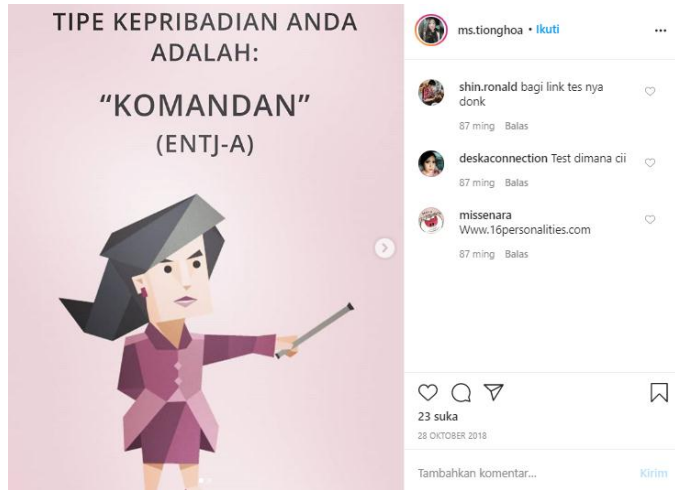 TIPE KEPRIBADIAN ANDA
ADALAH:
“KOMANDAN”
(ENTJ-A)
ms.tionghoa • Ikuti
shin.ronald bagi link tes nya
donk
87 ming Balas
deskaconnection Test dimana cii
87 ming Balas
missenara
Www.16personalities.com
87 ming Balas
23 suka
28 OKTOBER 2018
Tambahkan komentar... Kirim